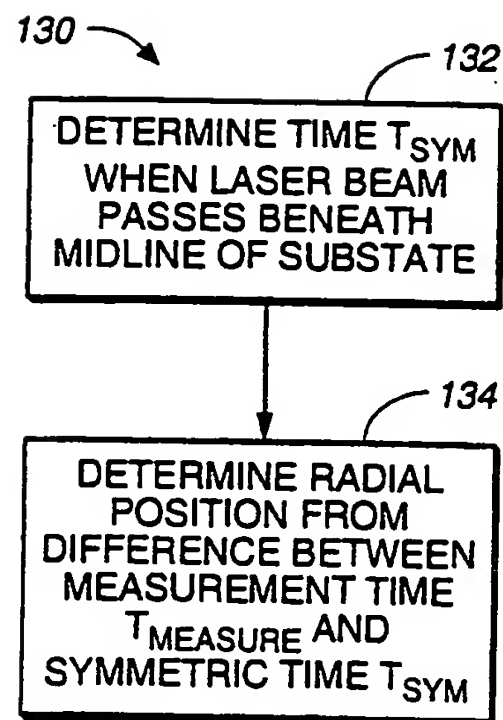 130
132
DETERMINE TIME TSYM
WHEN LASER BEAM
PASSES BENEATH
MIDLINE OF SUBSTATE
134
DETERMINE RADIAL
POSITION FROM
DIFFERENCE BETWEEN
MEASUREMENT TIME
TMEASURE AND
SYMMETRIC TIME TSYM